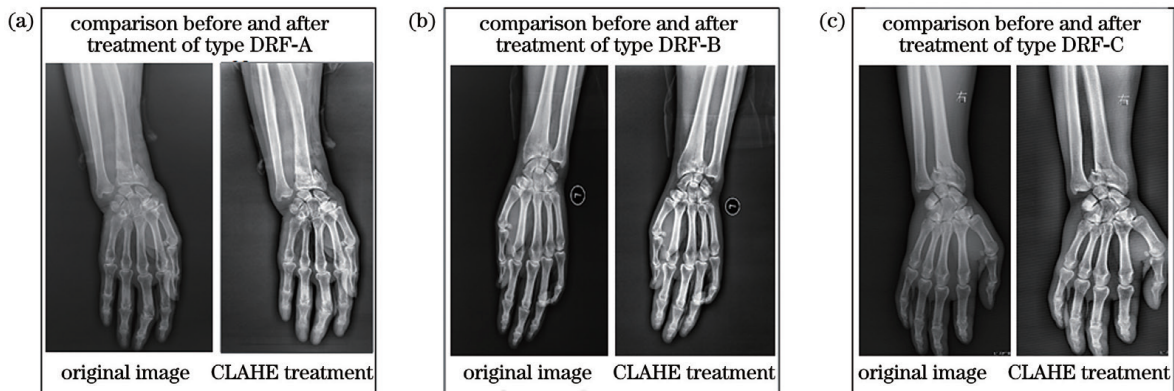 (a)
comparison before and after
treatment of type DRF-A
original image
CLAHE treatment
(b)
comparison before and after
treatment of type DRF-B
original image
CLAHE treatment
(c)
comparison before and after
treatment of type DRF-C
右
右
original image
CLAHE treatment